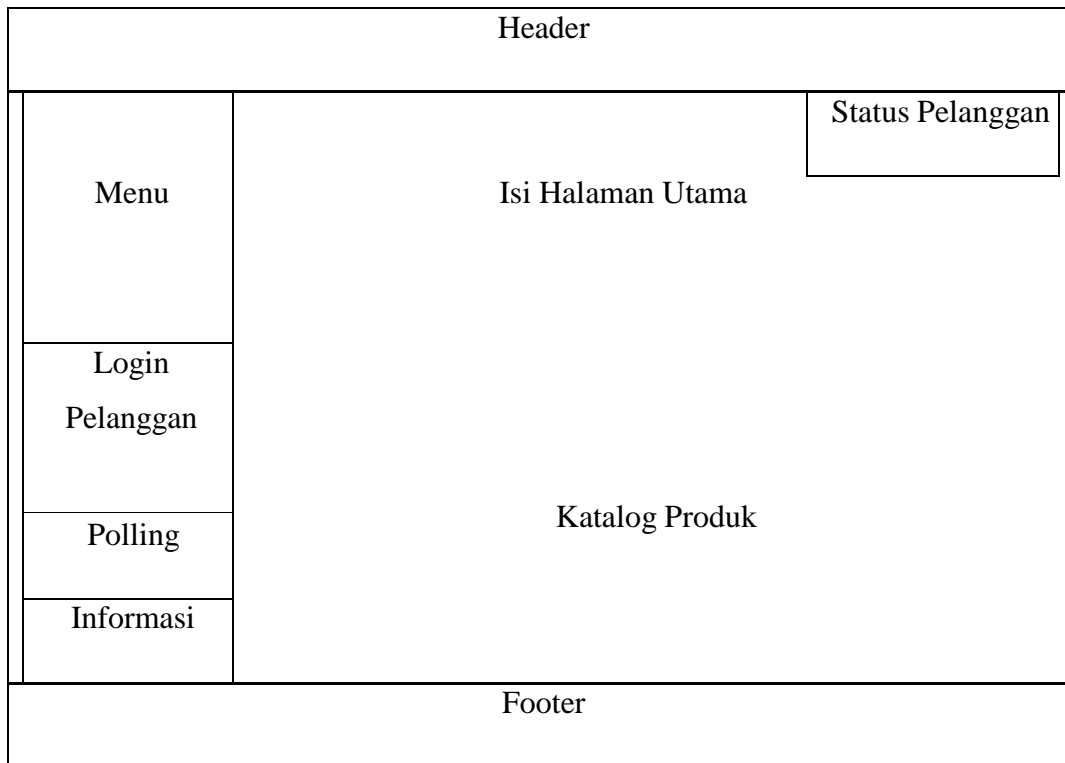 Header
Status Pelanggan
Menu
Isi Halaman Utama
Login
Pelanggan
Katalog Produk
Polling
Informasi
Footer